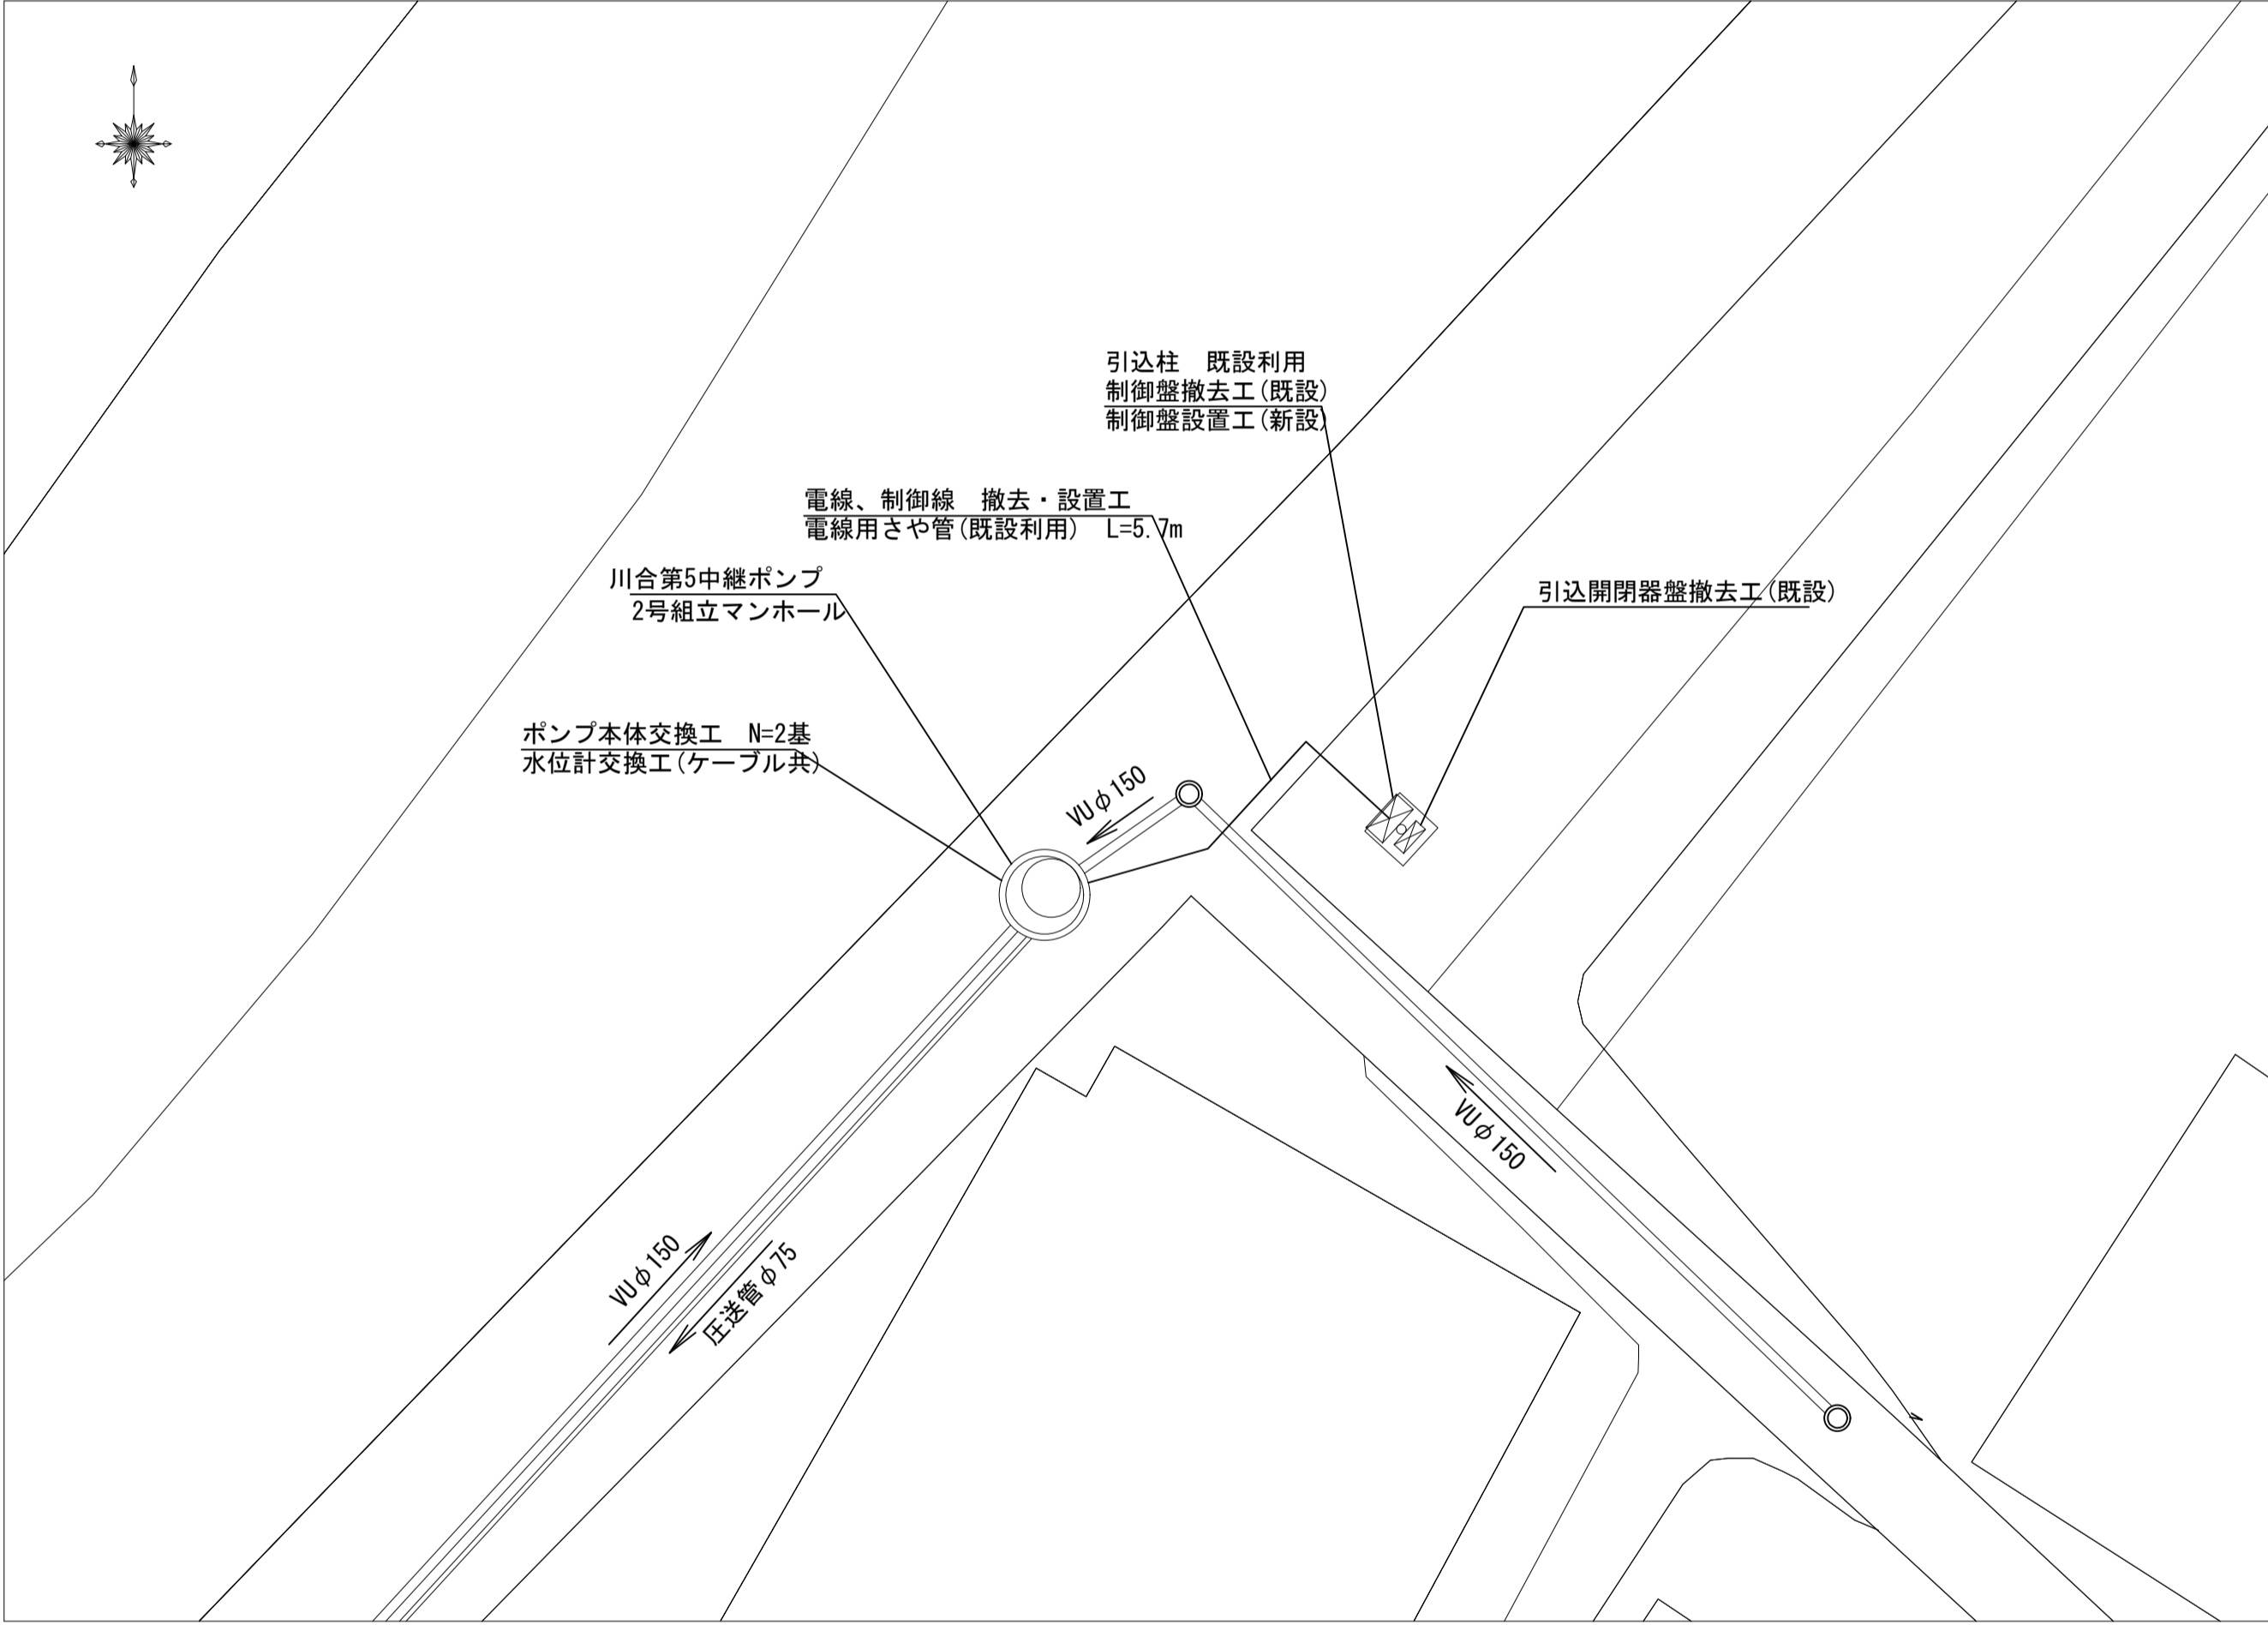 引込柱　既設利用
制御盤撤去工(既設)
制御盤設置工(新設)
電線、制御線　撤去・設置工
電線用さや管(既設利用)　L=5.7m
川合第5中継ポンプ
2号組立マンホール
引込開閉器盤撤去工(既設)
ポンプ本体交換工　N=2基
水位計交換工(ケーブル共)
VUφ150
VUφ150
VUφ150
圧送管φ75